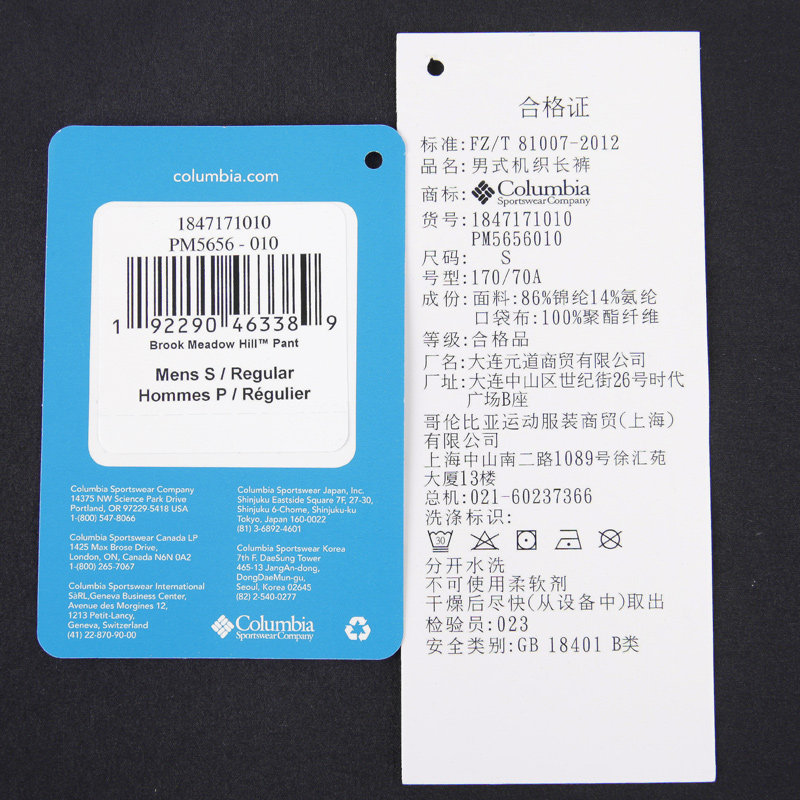 columbia.com
1847171010
PM5656 - 010
1 92290 46338 9
Brook Meadow Hill™ Pant
Mens S / Regular
Hommes P / Régulier
Columbia Sportswear Company
14375 NW Science Park Drive
Portland, OR 97229-5418 USA
1-(800) 547-8066
Columbia Sportswear Canada LP
1425 Max Brose Drive,
London, ON, Canada N6N 0A2
1-(800) 265-7067
Columbia Sportswear International
SàRL,Geneva Business Center,
Avenue des Morgines 12,
1213 Petit-Lancy,
Geneva, Switzerland
(41) 22-870-90-00
Columbia Sportswear Japan, Inc.
Shinjuku Eastside Square 7F, 27-30,
Shinjuku 6-Chome, Shinjuku-ku
Tokyo, Japan 160-0022
(81) 3-6892-4601
Columbia Sportswear Korea
7th F. DaeSung Tower
465-13 JangAn-dong,
DongDaeMun-gu,
Seoul, Korea 02645
(82) 2-540-0277
Columbia
Sportswear Company
合格证
标准:FZ/T 81007-2012
品名:男式机织长裤
商标:Columbia
Sportswear Company
货号:1847171010
PM5656010
尺码: S
号型:170/70A
成份:面料:86%锦纶14%氨纶
口袋布:100%聚酯纤维
等级:合格品
厂名:大连元道商贸有限公司
厂址:大连中山区世纪街26号时代
广场B座
哥伦比亚运动服装商贸(上海)
有限公司
上海中山南二路1089号徐汇苑
大厦13楼
总机:021-60237366
洗涤标识:
30
分开水洗
不可使用柔软剂
干燥后尽快(从设备中)取出
检验员:023
安全类别:GB 18401 B类